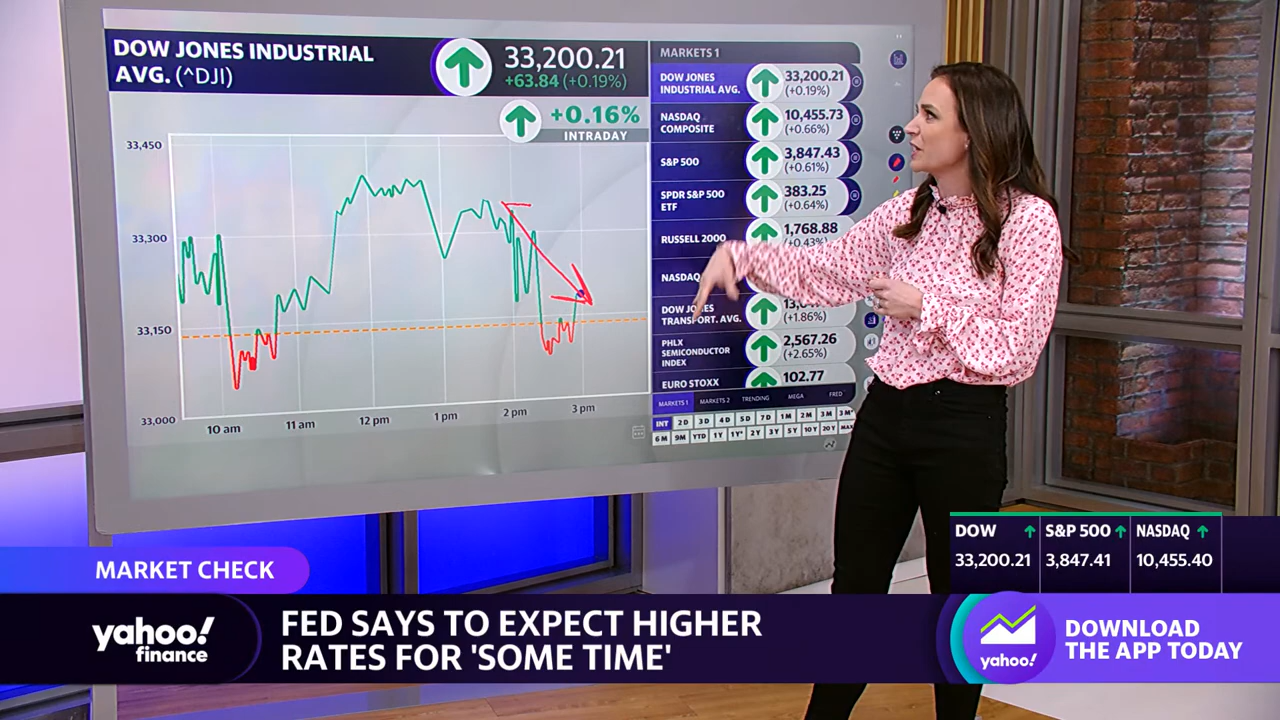 DOW JONES INDUSTRIAL
AVG. (^DJI)
33,200.21
+63.84 (+0.19%)
+0.16%
INTRADAY
33,450
33,300
33,150
33,000
10 am
11 am
12 pm
1 pm
2 pm
3 pm
MARKETS 1
DOW JONES
INDUSTRIAL AVG.
33,200.21
(+0.19%)
NASDAQ
COMPOSITE
10,455.73
(+0.66%)
S&P 500
3,847.43
(+0.61%)
SPDR S&P 500
ETF
383.25
(+0.64%)
RUSSELL 2000
1,768.88
(+0.43%)
NASDAQ
DOW JONES
TRANSPORT. AVG.
(+1.86%)
PHLX
SEMICONDUCTOR
INDEX
2,567.26
(+2.65%)
EURO STOXX
102.77
MARKETS 1 MARKETS 2 TRENDING MEGA FRED
INT 2D 3D 4D 5D 7D 1M 2M 3M
6M 9M YTD 1Y 1Y* 2Y 3Y 5Y 10Y 20Y MAX
DOW S&P 500 NASDAQ
33,200.21 3,847.41 10,455.40
MARKET CHECK
yahoo!
finance
FED SAYS TO EXPECT HIGHER
RATES FOR 'SOME TIME'
yahoo!
DOWNLOAD
THE APP TODAY